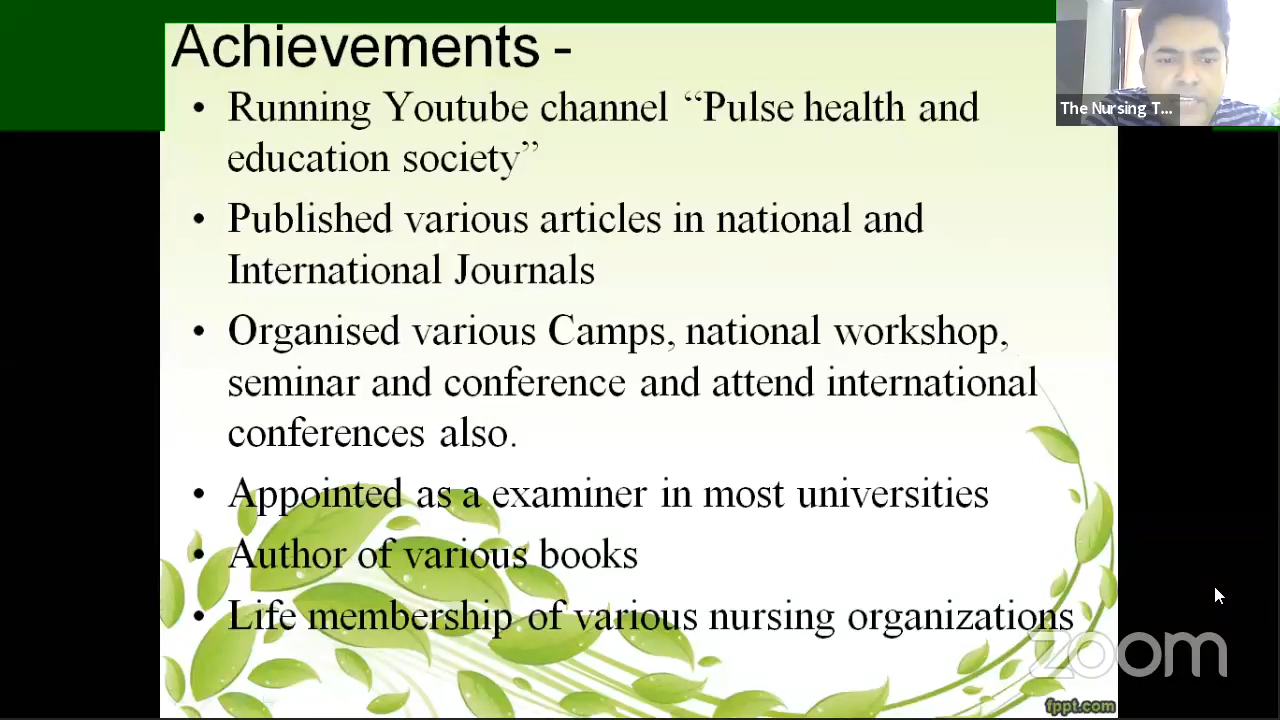 Achievements -
• Running Youtube channel “Pulse health and
education society”
• Published various articles in national and
International Journals
• Organised various Camps, national workshop,
seminar and conference and attend international
conferences also.
• Appointed as a examiner in most universities
• Author of various books
• Life membership of various nursing organizations
The Nursing T...
zoom
fppt.com